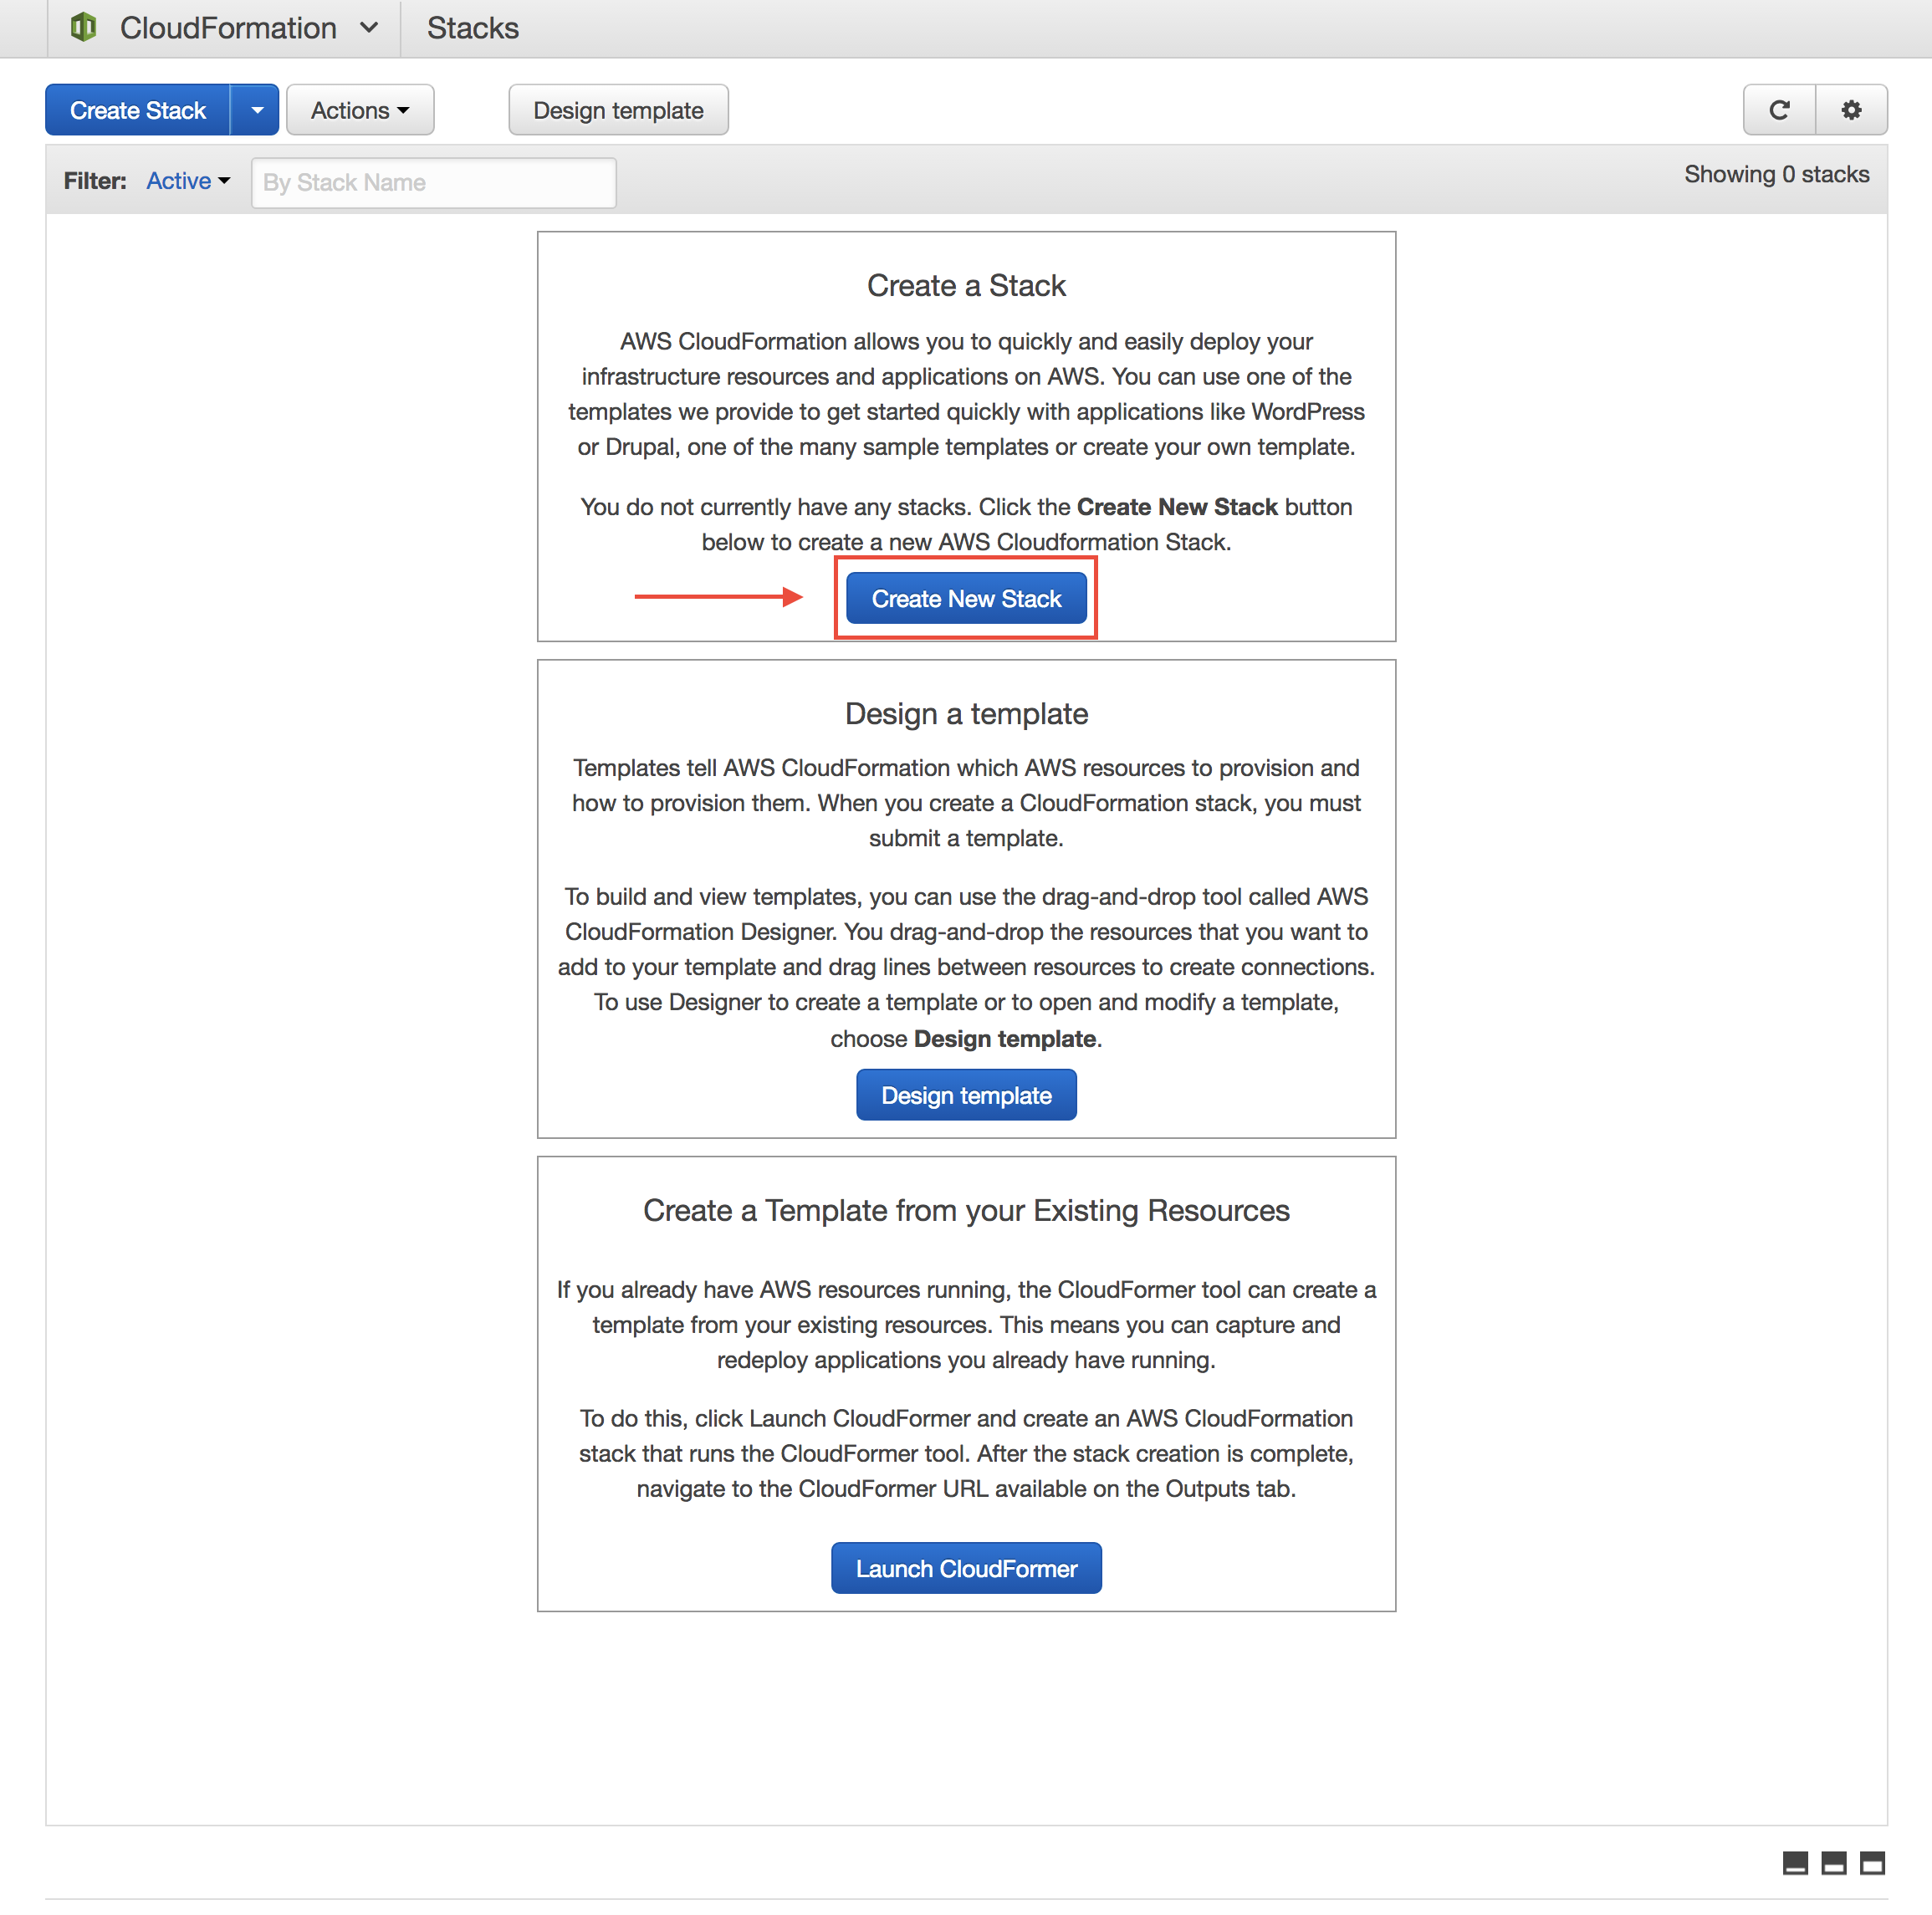 CloudFormation
Stacks
Create Stack
Actions
Design template
Filter:
Active
By Stack Name
Showing 0 stacks
Create a Stack
AWS CloudFormation allows you to quickly and easily deploy your
infrastructure resources and applications on AWS. You can use one of the
templates we provide to get started quickly with applications like WordPress
or Drupal, one of the many sample templates or create your own template.
You do not currently have any stacks. Click the Create New Stack button
below to create a new AWS Cloudformation Stack.
Create New Stack
Design a template
Templates tell AWS CloudFormation which AWS resources to provision and
how to provision them. When you create a CloudFormation stack, you must
submit a template.
To build and view templates, you can use the drag-and-drop tool called AWS
CloudFormation Designer. You drag-and-drop the resources that you want to
add to your template and drag lines between resources to create connections.
To use Designer to create a template or to open and modify a template,
choose Design template.
Design template
Create a Template from your Existing Resources
If you already have AWS resources running, the CloudFormer tool can create a
template from your existing resources. This means you can capture and
redeploy applications you already have running.
To do this, click Launch CloudFormer and create an AWS CloudFormation
stack that runs the CloudFormer tool. After the stack creation is complete,
navigate to the CloudFormer URL available on the Outputs tab.
Launch CloudFormer